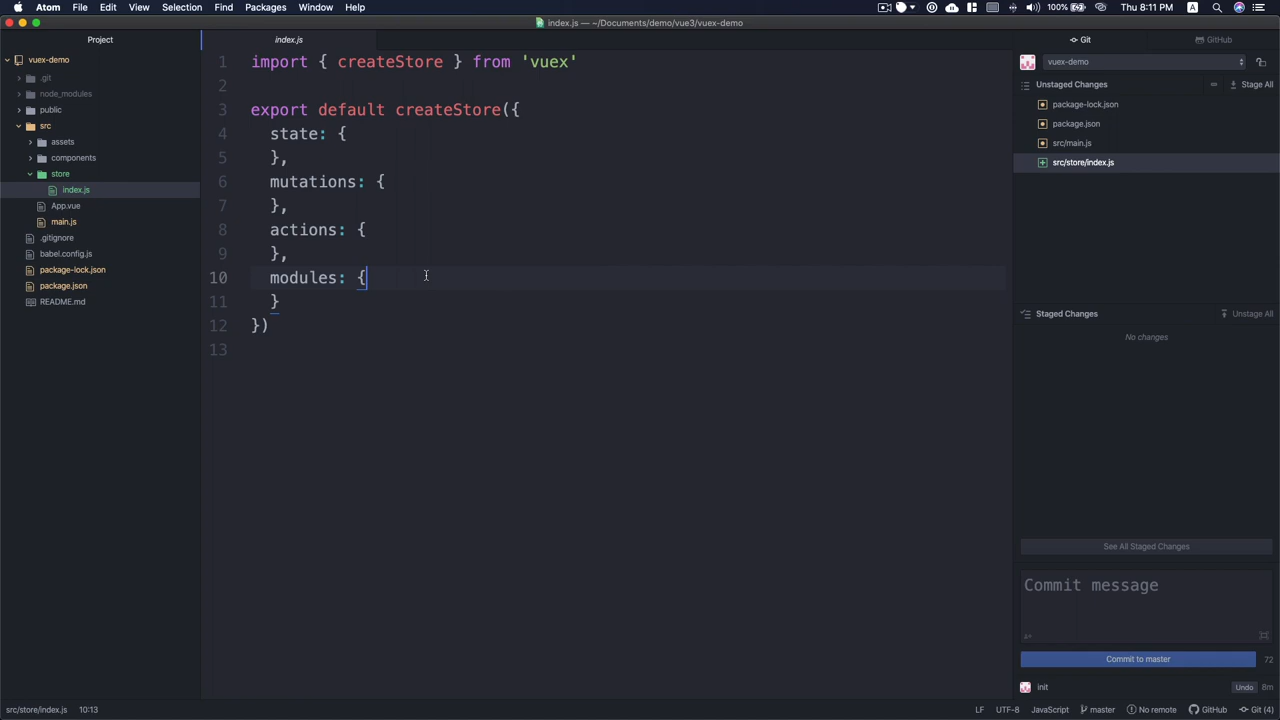 Atom File Edit View Selection Find Packages Window Help
100% Thu 8:11 PM A
index.js — ~/Documents/demo/vue3/vuex-demo
Project
vuex-demo
.git
node_modules
public
src
assets
components
store
index.js
App.vue
main.js
.gitignore
babel.config.js
package-lock.json
package.json
README.md
index.js
1 import { createStore } from 'vuex'
2
3 export default createStore({
4 state: {
5 },
6 mutations: {
7 },
8 actions: {
9 },
10 modules: {
11 }
12 })
13
Git GitHub
vuex-demo
Unstaged Changes Stage All
package-lock.json
package.json
src/main.js
src/store/index.js
Staged Changes Unstage All
No changes
See All Staged Changes
Commit message
Commit to master 72
init Undo 8m
src/store/index.js 10:13 LF UTF-8 JavaScript master No remote GitHub Git (4)